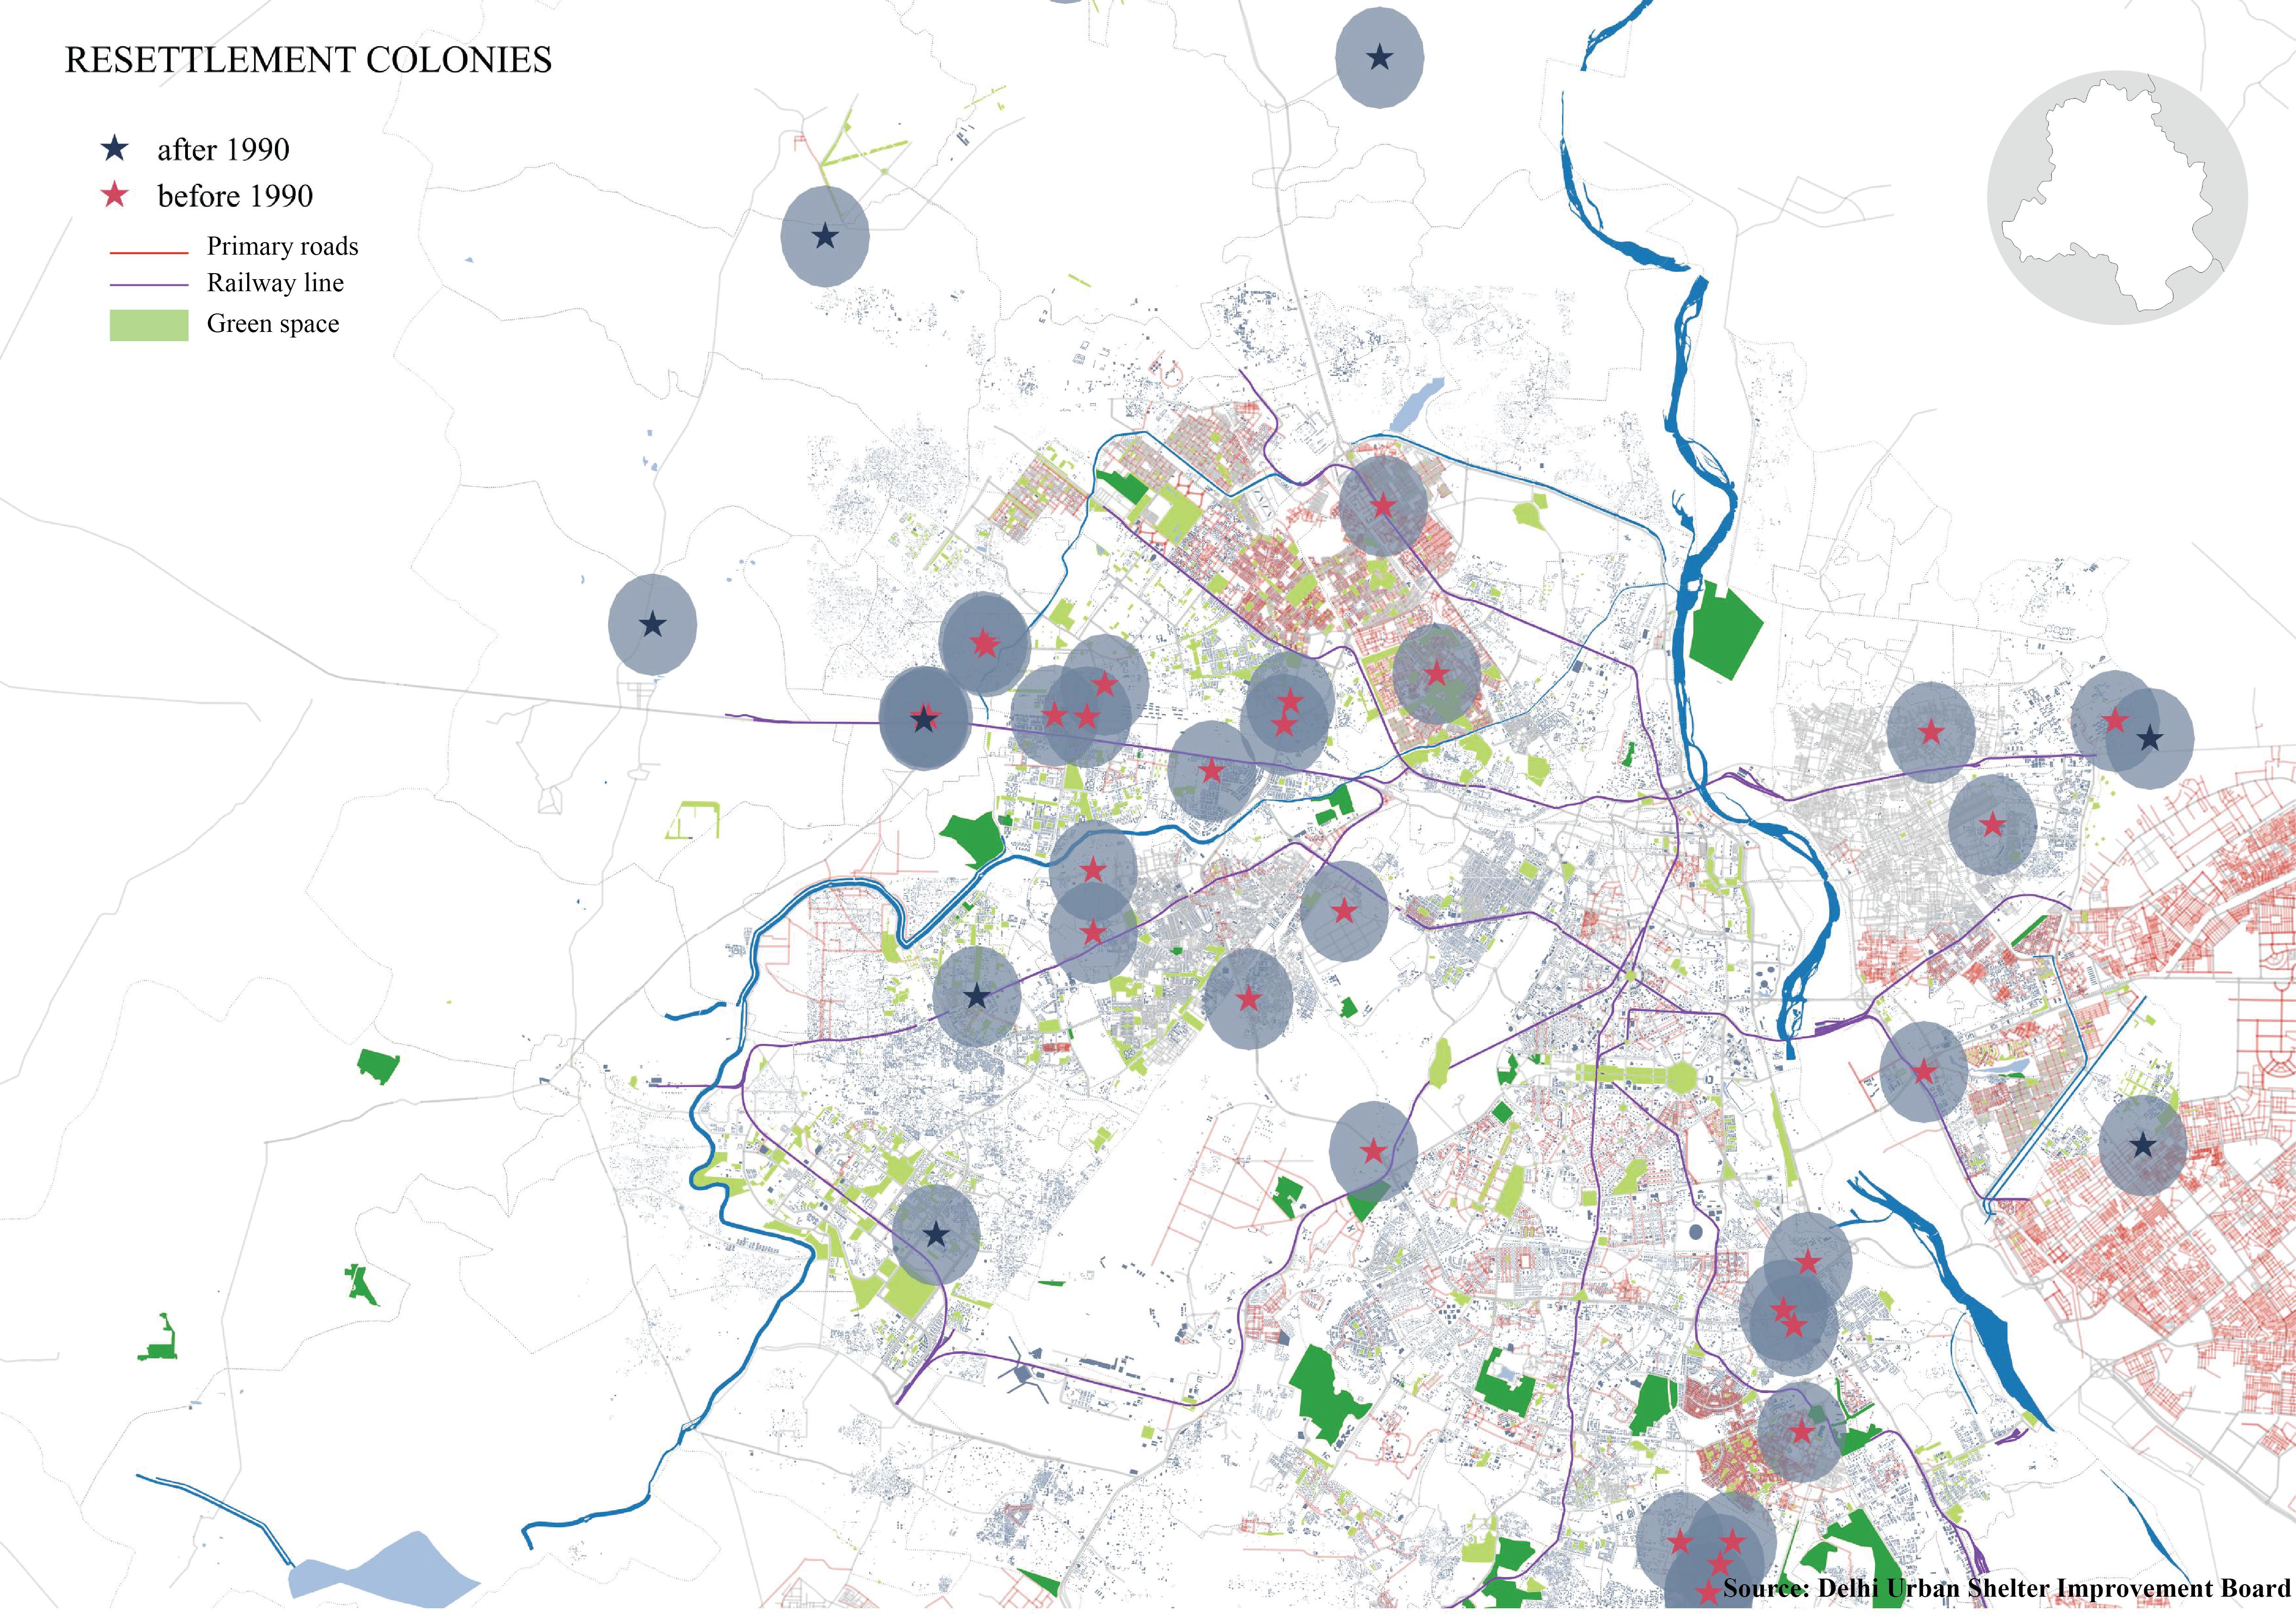 RESETTLEMENT COLONIES
after 1990
before 1990
Primary roads
Railway line
Green space
Source: Delhi Urban Shelter Improvement Board